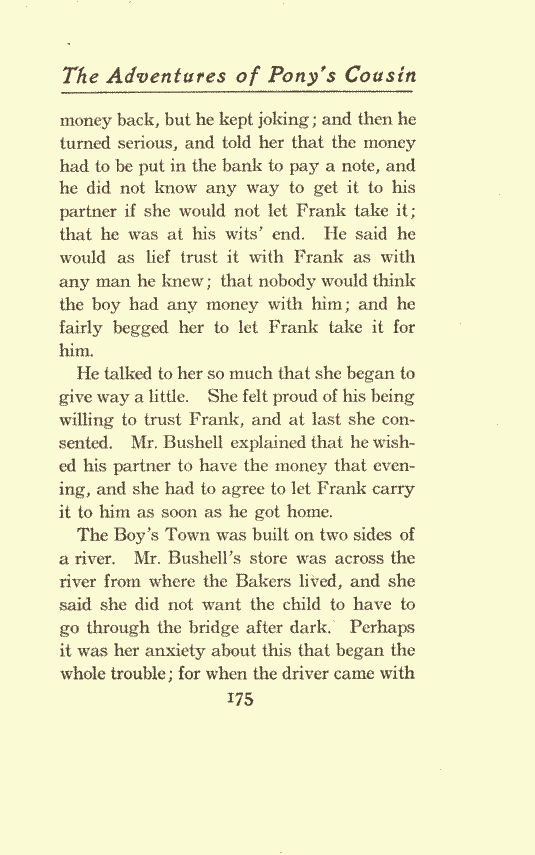 The Adventures of Pony's Cousin
money back, but he kept joking; and then he
turned serious, and told her that the money
had to be put in the bank to pay a note, and
he did not know any way to get it to his
partner if she would not let Frank take it;
that he was at his wits' end. He said he
would as lief trust it with Frank as with
any man he knew; that nobody would think
the boy had any money with him; and he
fairly begged her to let Frank take it for
him.
He talked to her so much that she began to
give way a little. She felt proud of his being
willing to trust Frank, and at last she con-
sented. Mr. Bushell explained that he wish-
ed his partner to have the money that even-
ing, and she had to agree to let Frank carry
it to him as soon as he got home.
The Boy's Town was built on two sides of
a river. Mr. Bushell's store was across the
river from where the Bakers lived, and she
said she did not want the child to have to
go through the bridge after dark. Perhaps
it was her anxiety about this that began the
whole trouble; for when the driver came with
175